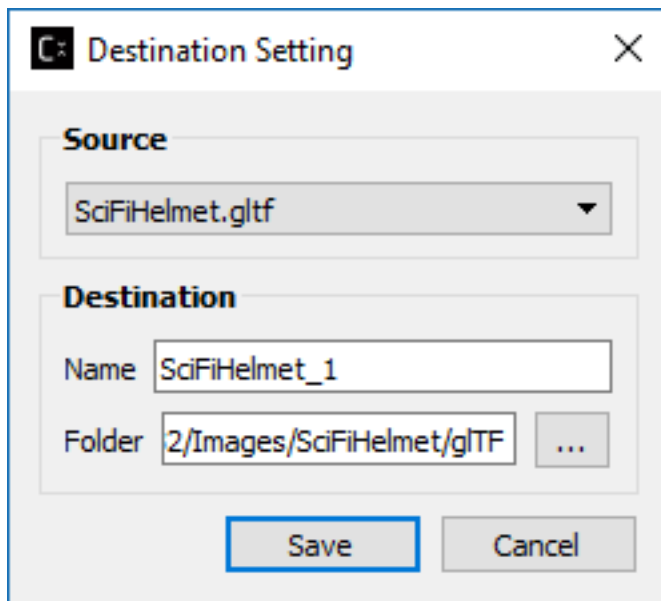 Destination Setting
Source
SciFiHelmet.gltf
Destination
Name SciFiHelmet_1
Folder 2/Images/SciFiHelmet/glTF ...
Save Cancel